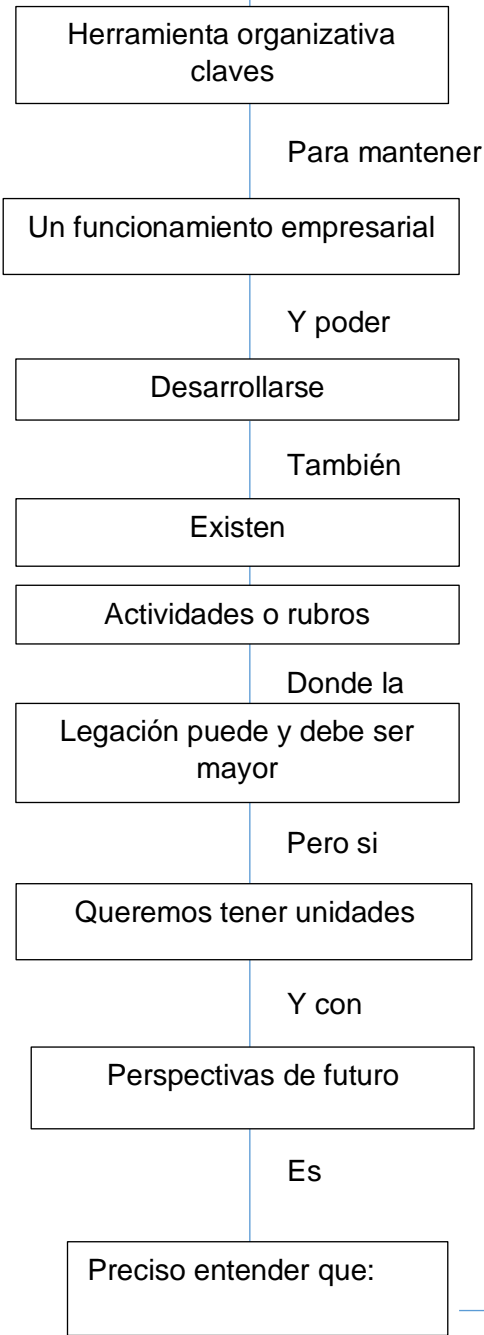 Herramienta organizativa
claves
Para mantener
Un funcionamiento empresarial
Y poder
Desarrollarse
También
Existen
Actividades o rubros
Donde la
Legación puede y debe ser
mayor
Pero si
Queremos tener unidades
Y con
Perspectivas de futuro
Es
Preciso entender que: